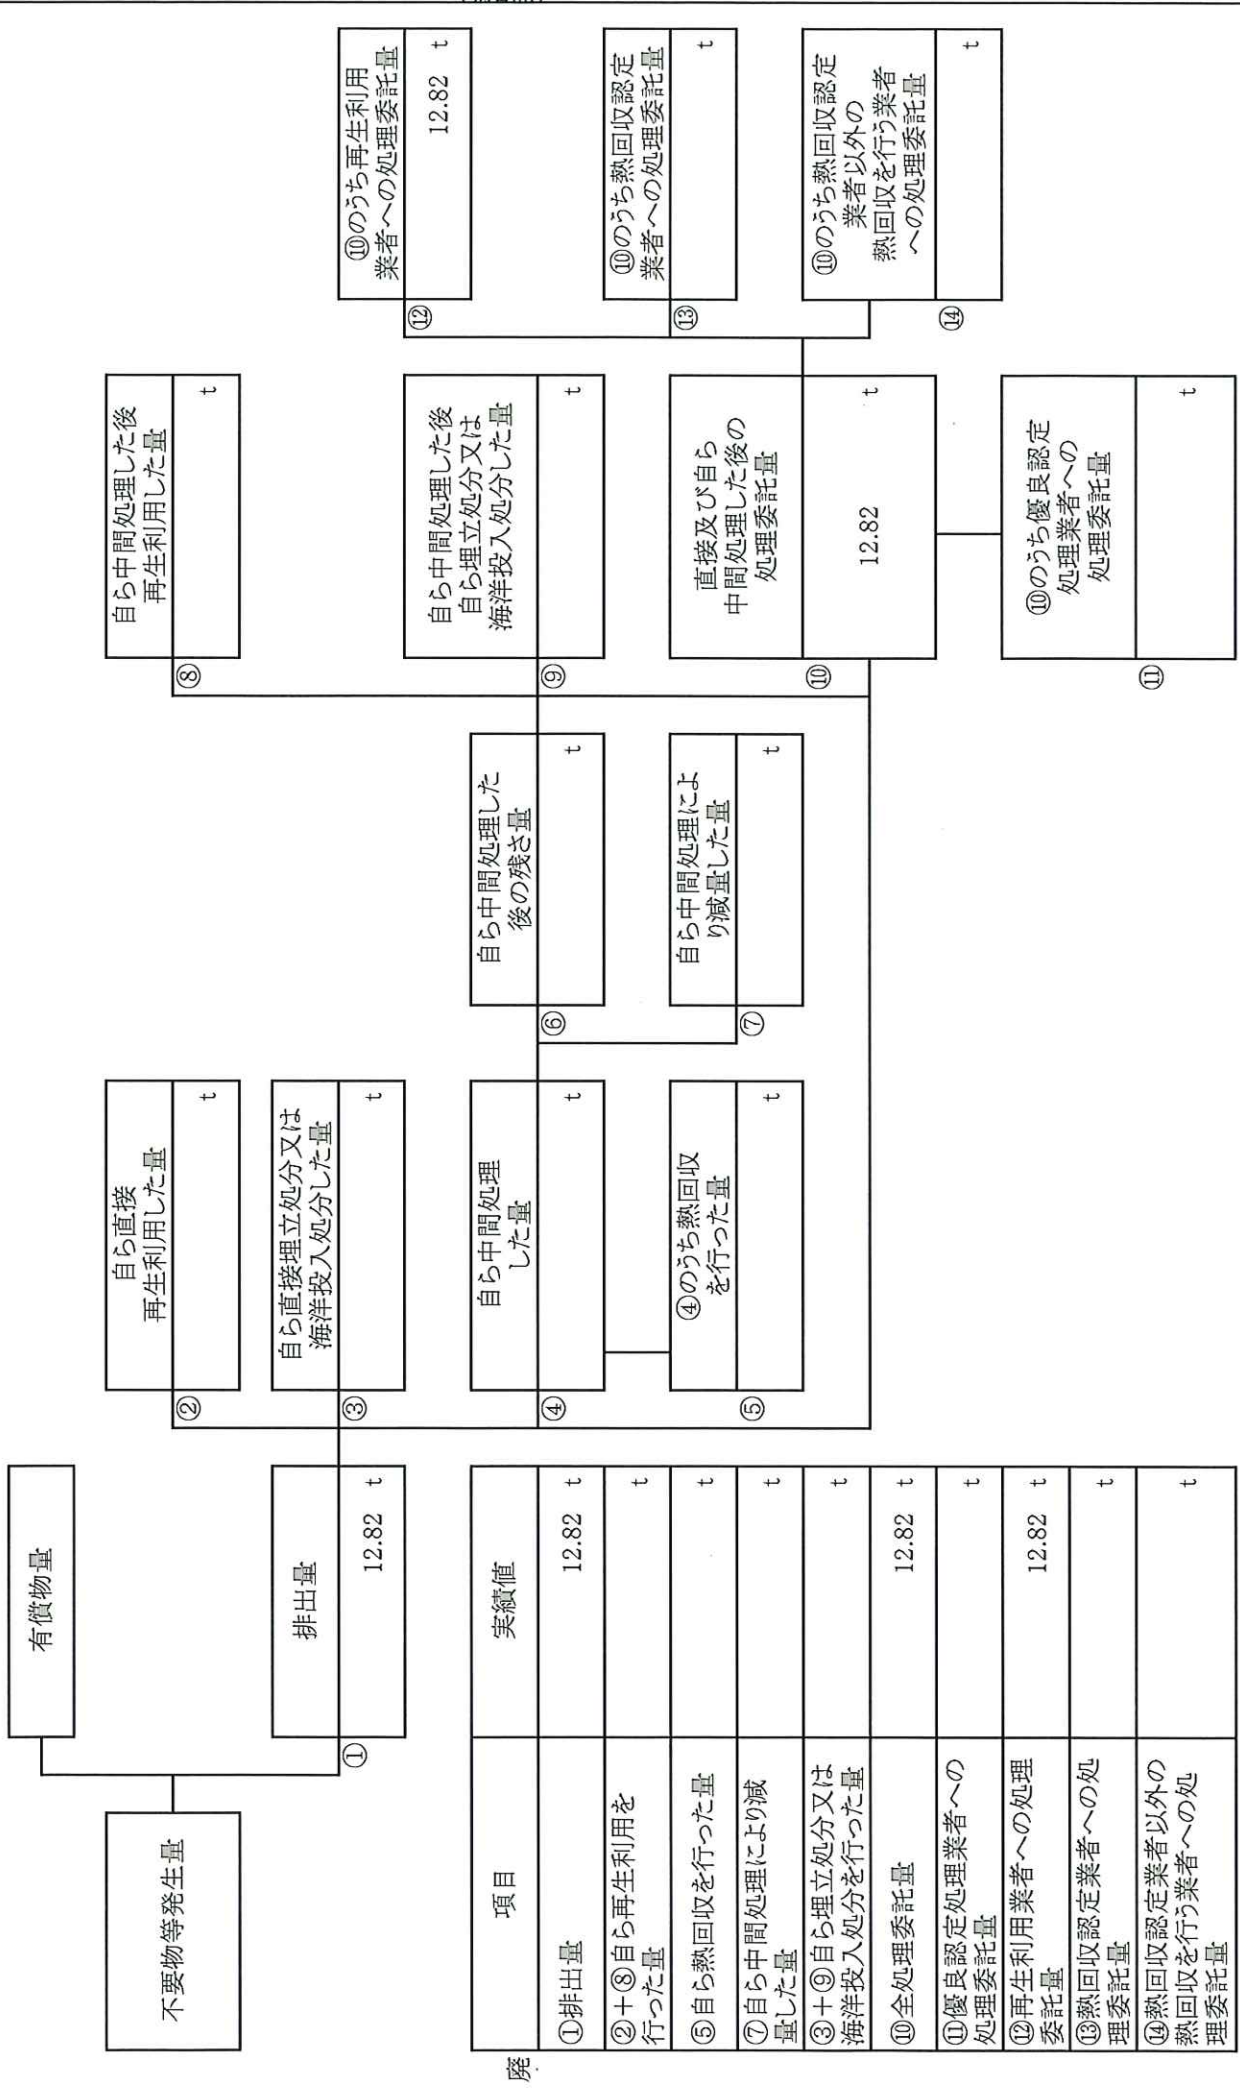 不要物等発生量
有償物量
①
排出量
12.82 t
②
自ら直接
再生利用した量
t
③
自ら直接埋立処分又は
海洋投入処分した量
t
④
自ら中間処理
した量
t
⑤
④のうち熱回収
を行った量
t
⑥
自ら中間処理した
後の残さ量
t
⑦
自ら中間処理によ
り減量した量
t
⑧
自ら中間処理した後
再生利用した量
t
⑨
自ら中間処理した後
自ら埋立処分又は
海洋投入処分した量
t
⑩
直接及び自ら
中間処理した後の
処理委託量
12.82 t
⑪
⑩のうち優良認定
処理業者への
処理委託量
t
⑫
⑩のうち再生利用
業者への処理委託量
12.82 t
⑬
⑩のうち熱回収認定
業者への処理委託量
t
⑭
⑩のうち熱回収認定
業者以外の
熱回収を行う業者
への処理委託量
t
廃
項目 実績値
①排出量 12.82 t
②+⑧自ら再生利用を
行った量 t
⑤自ら熱回収を行った量 t
⑦自ら中間処理により減
量した量 t
③+⑨自ら埋立処分又は
海洋投入処分を行った量 t
⑩全処理委託量 12.82 t
⑪優良認定処理業者への
処理委託量 t
⑫再生利用業者への処理
委託量 12.82 t
⑬熱回収認定業者への処
理委託量 t
⑭熱回収認定業者以外の
熱回収を行う業者への処
理委託量 t